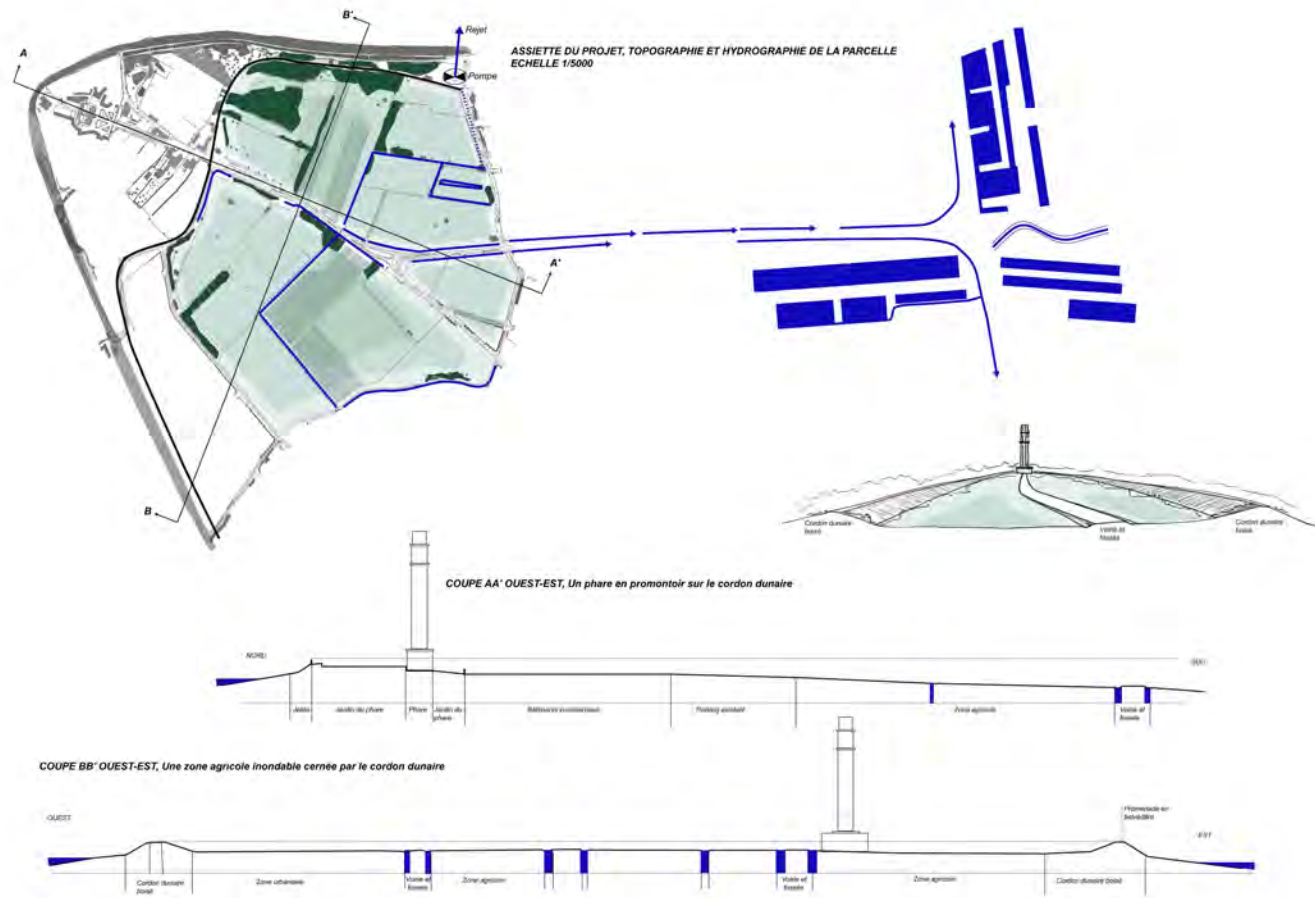 B'
Rejet
A
ASSIETTE DU PROJET, TOPOGRAPHIE ET HYDROGRAPHIE DE LA PARCELLE
ECHELLE 1/5000
Pompe
A'
B
Cordon dunaire
boisé
Voirie et
fossés
Cordon dunaire
boisé
COUPE AA' OUEST-EST, Un phare en promontoir sur le cordon dunaire
NORD
SUD
Jetée
Jardin du phare
Phare
Jardin du
phare
Bâtiments
Parking existant
Zone agricole
Voirie et
fossés
COUPE BB' OUEST-EST, Une zone agricole inondable cernée par le cordon dunaire
Promenade en
belvédère
OUEST
EST
Cordon dunaire
boisé
Zone urbanisée
Voirie et
fossés
Zone agricole
Voirie et
fossés
Zone agricole
Cordon dunaire boisé